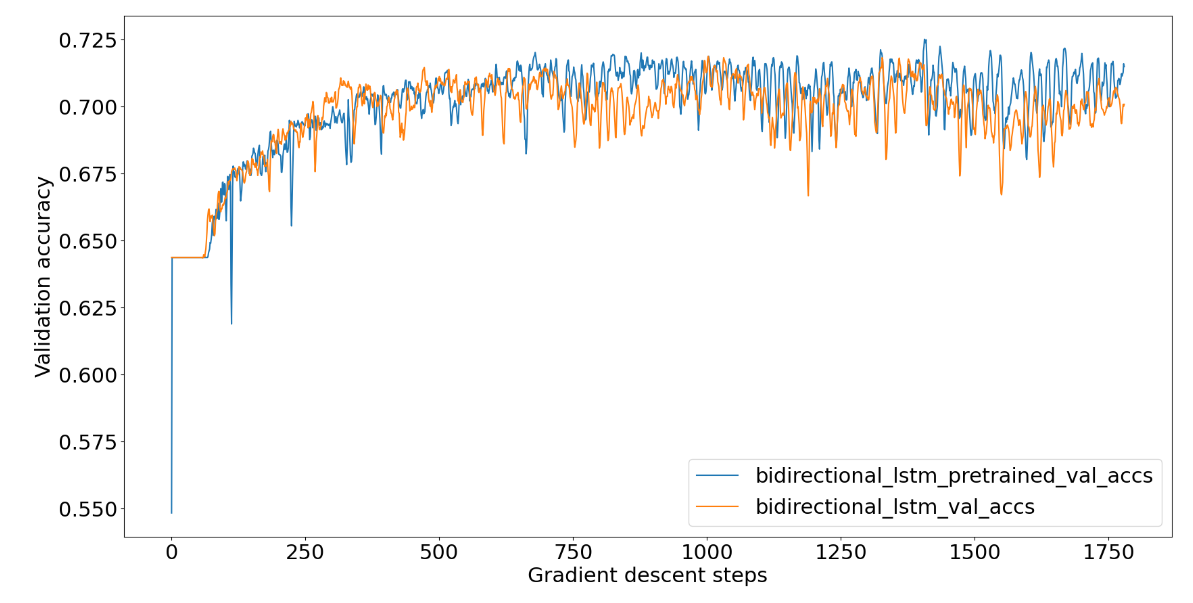 0.725
0.700
0.675
0.650
0.625
0.600
0.575
0.550
Validation accuracy
bidirectional_lstm_pretrained_val_accs
bidirectional_lstm_val_accs
0 250 500 750 1000 1250 1500 1750
Gradient descent steps